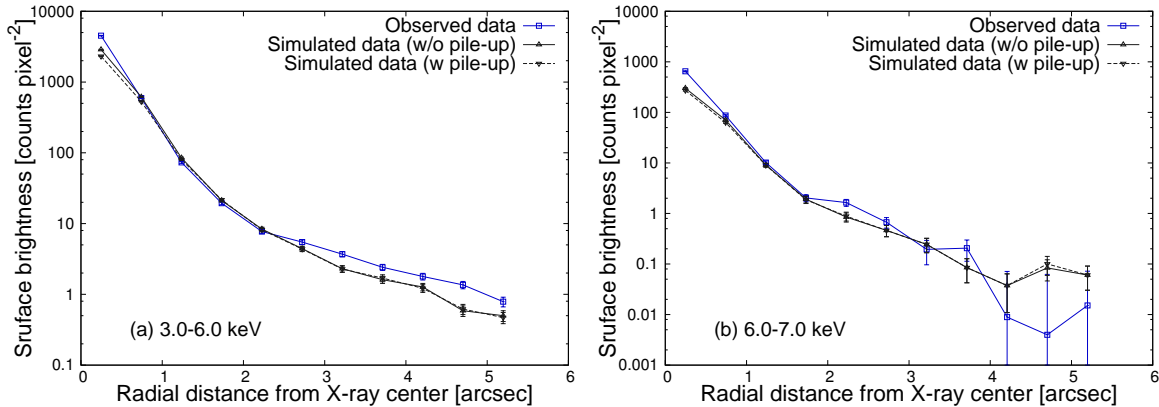 Sruface brightness [counts pixel⁻²]
10000
1000
100
10
1
0.1
Observed data
Simulated data (w/o pile-up)
Simulated data (w pile-up)
(a) 3.0-6.0 keV
0 1 2 3 4 5 6
Radial distance from X-ray center [arcsec]
Sruface brightness [counts pixel⁻²]
10000
1000
100
10
1
0.1
0.01
0.001
Observed data
Simulated data (w/o pile-up)
Simulated data (w pile-up)
(b) 6.0-7.0 keV
0 1 2 3 4 5 6
Radial distance from X-ray center [arcsec]